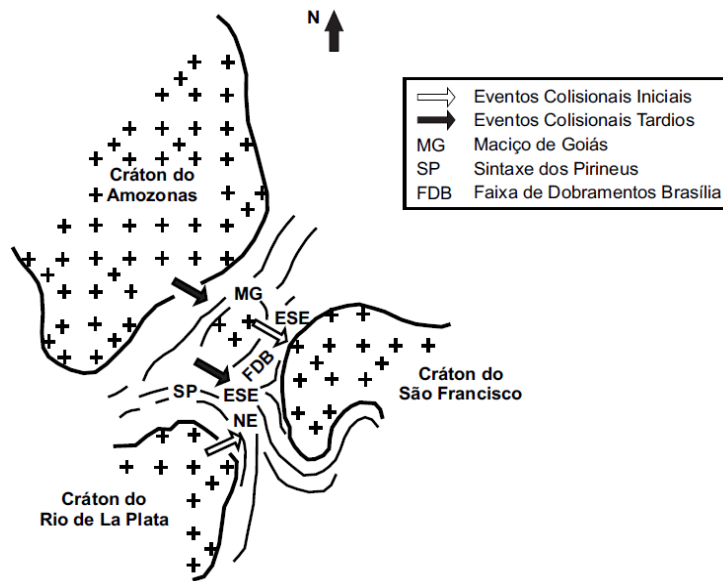 N
Eventos Colisionais Iniciais
Eventos Colisionais Tardios
MG Maciço de Goiás
SP Sintaxe dos Pirineus
FDB Faixa de Dobramentos Brasília
Cráton do
Amozonas
MG
ESE
FDB
SP
ESE
NE
Cráton do
São Francisco
Cráton do
Rio de La Plata